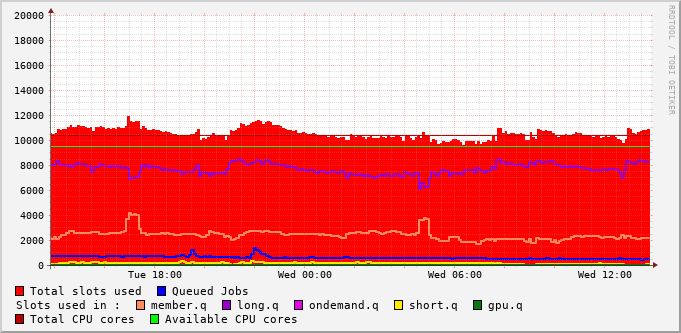 20000
18000
16000
14000
12000
10000
8000
6000
4000
2000
0
Tue 18:00 Wed 00:00 Wed 06:00 Wed 12:00
RRDTOOL / TOBI OETIKER
Total slots used Queued Jobs
Slots used in : member.q long.q ondemand.q short.q gpu.q
Total CPU cores Available CPU cores